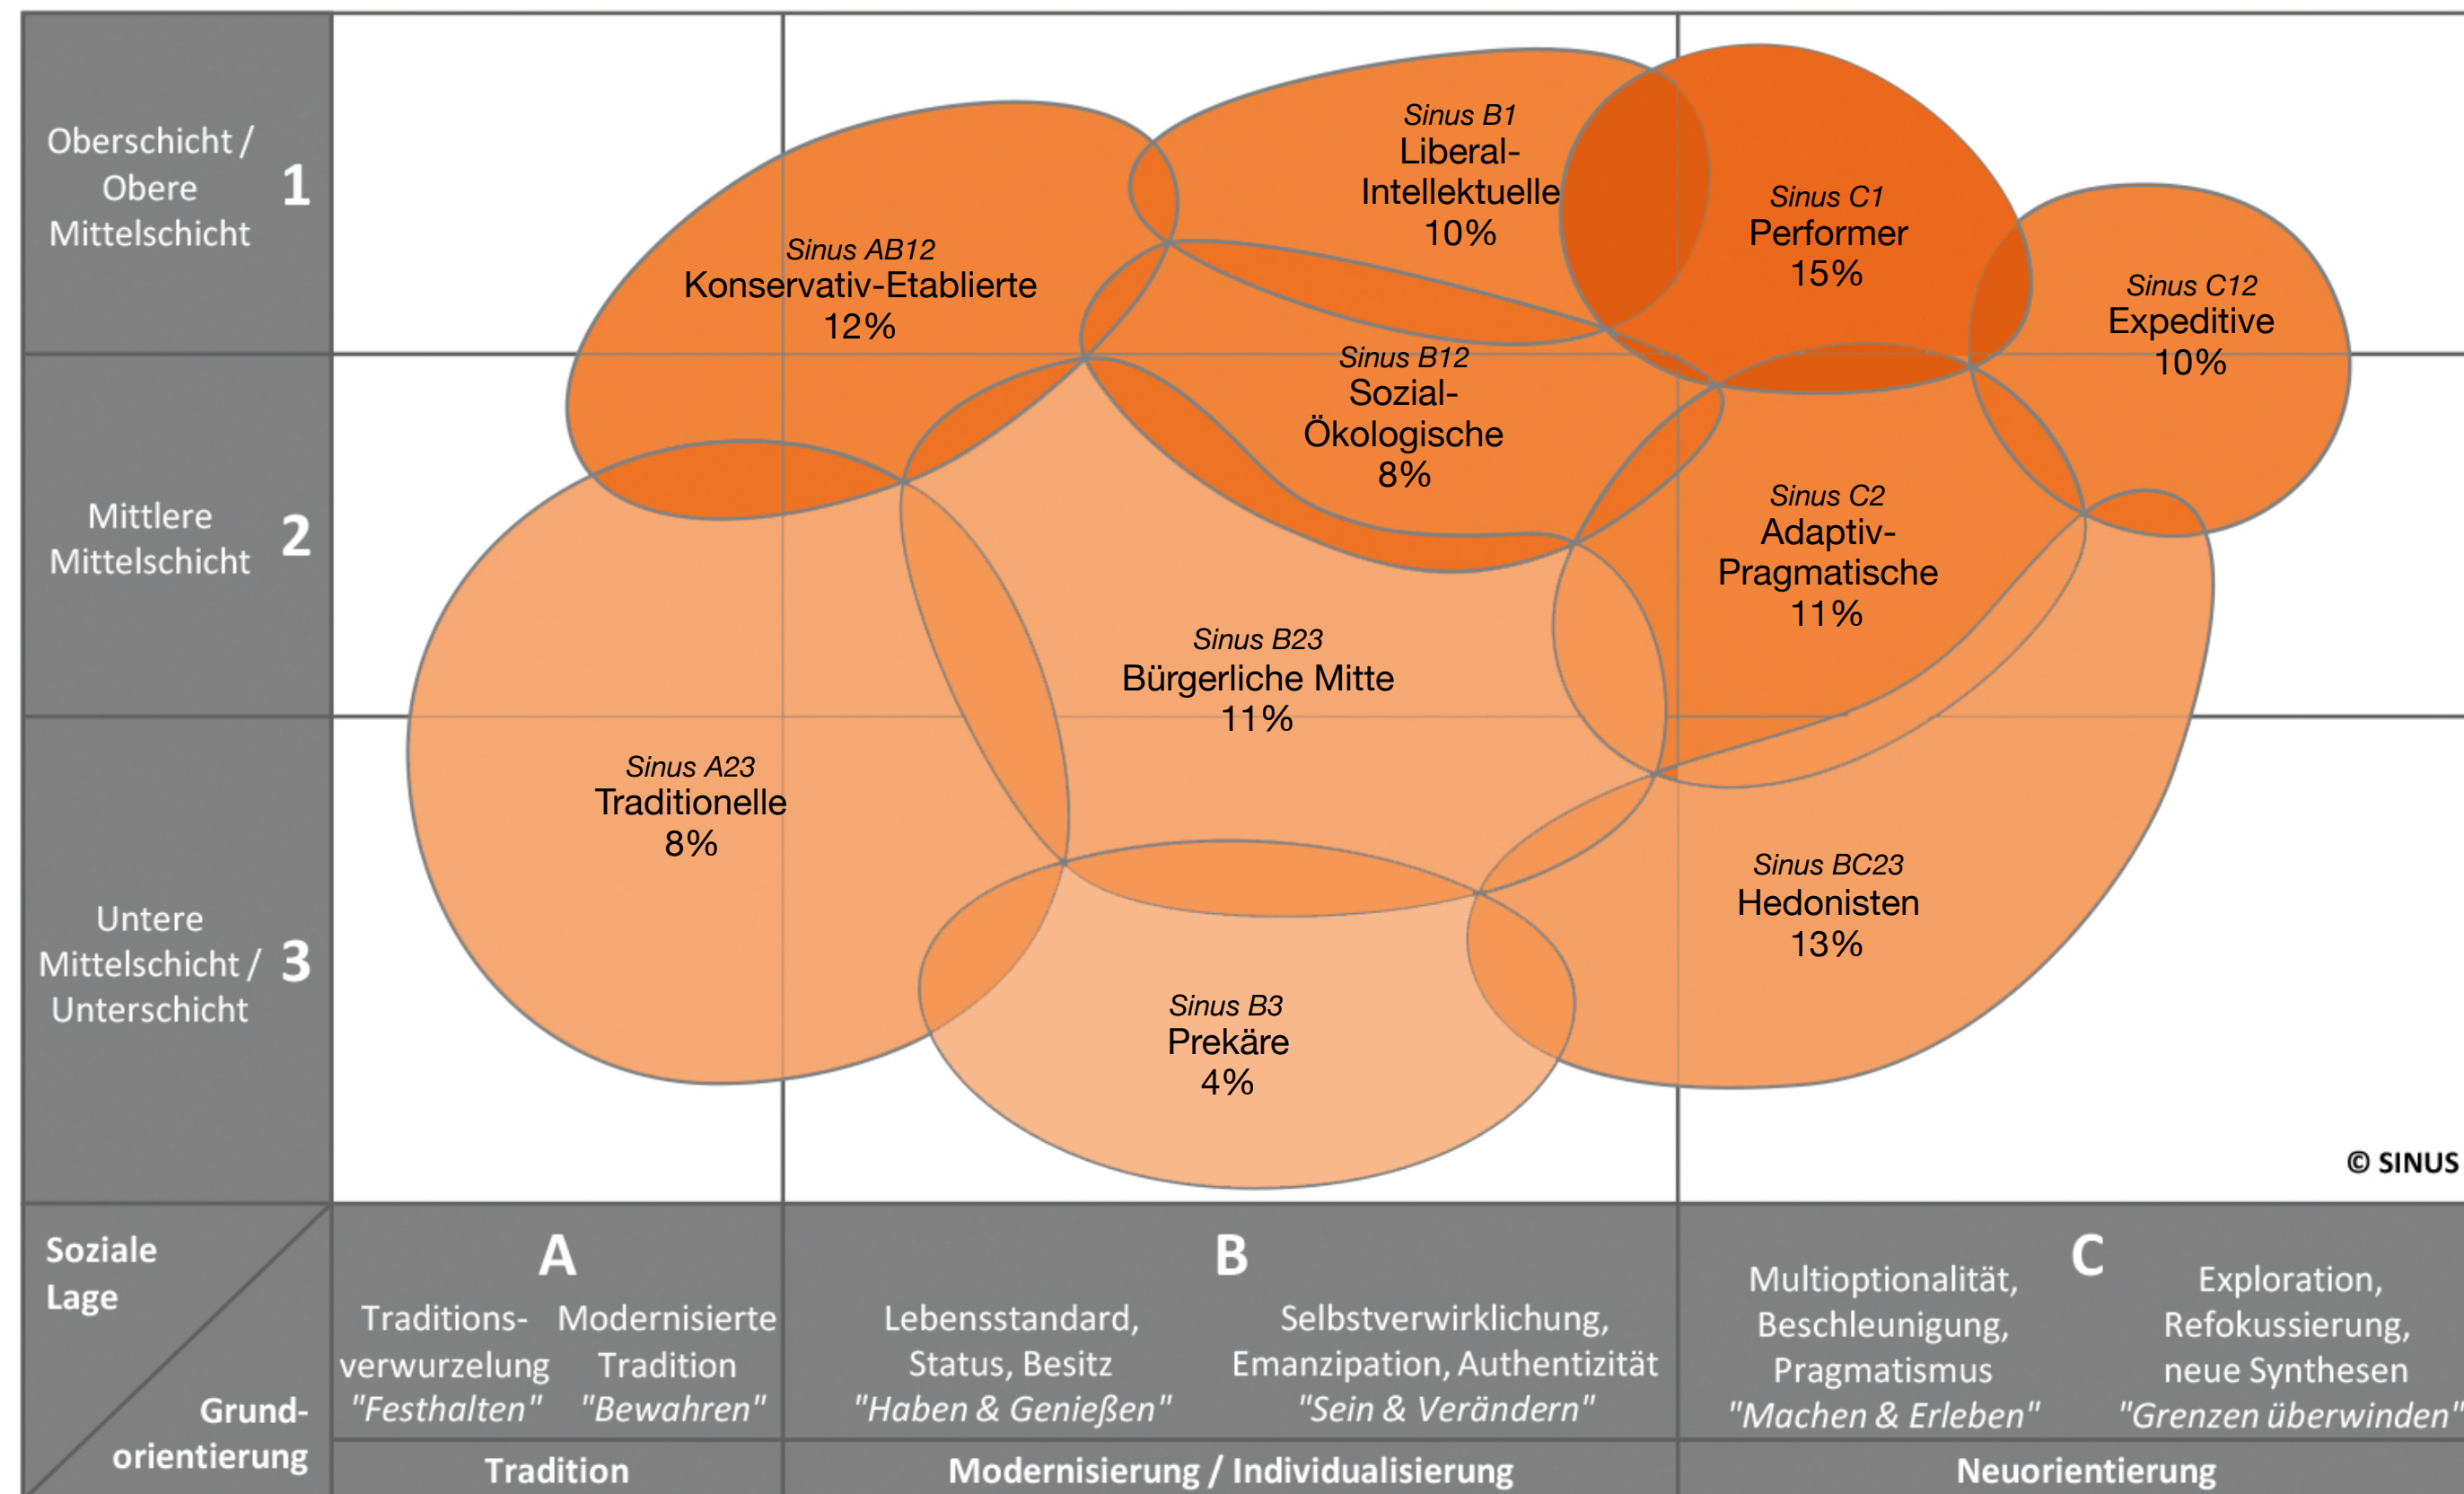 Oberschicht /
Obere
Mittelschicht
1
Mittlere
Mittelschicht
2
Untere
Mittelschicht /
Unterschicht
3
Sinus AB12
Konservativ-Etablierte
12%
Sinus B1
Liberal-
Intellektuelle
10%
Sinus C1
Performer
15%
Sinus C12
Expeditive
10%
Sinus B12
Sozial-
Ökologische
8%
Sinus C2
Adaptiv-
Pragmatische
11%
Sinus B23
Bürgerliche Mitte
11%
Sinus A23
Traditionelle
8%
Sinus BC23
Hedonisten
13%
Sinus B3
Prekäre
4%
© SINUS
Soziale
Lage
Grund-
orientierung
A
Traditions-
verwurzelung
"Festhalten"
Modernisierte
Tradition
"Bewahren"
Tradition
B
Lebensstandard,
Status, Besitz
"Haben & Genießen"
Selbstverwirklichung,
Emanzipation, Authentizität
"Sein & Verändern"
Modernisierung / Individualisierung
C
Multioptionalität,
Beschleunigung,
Pragmatismus
"Machen & Erleben"
Exploration,
Refokussierung,
neue Synthesen
"Grenzen überwinden"
Neuorientierung